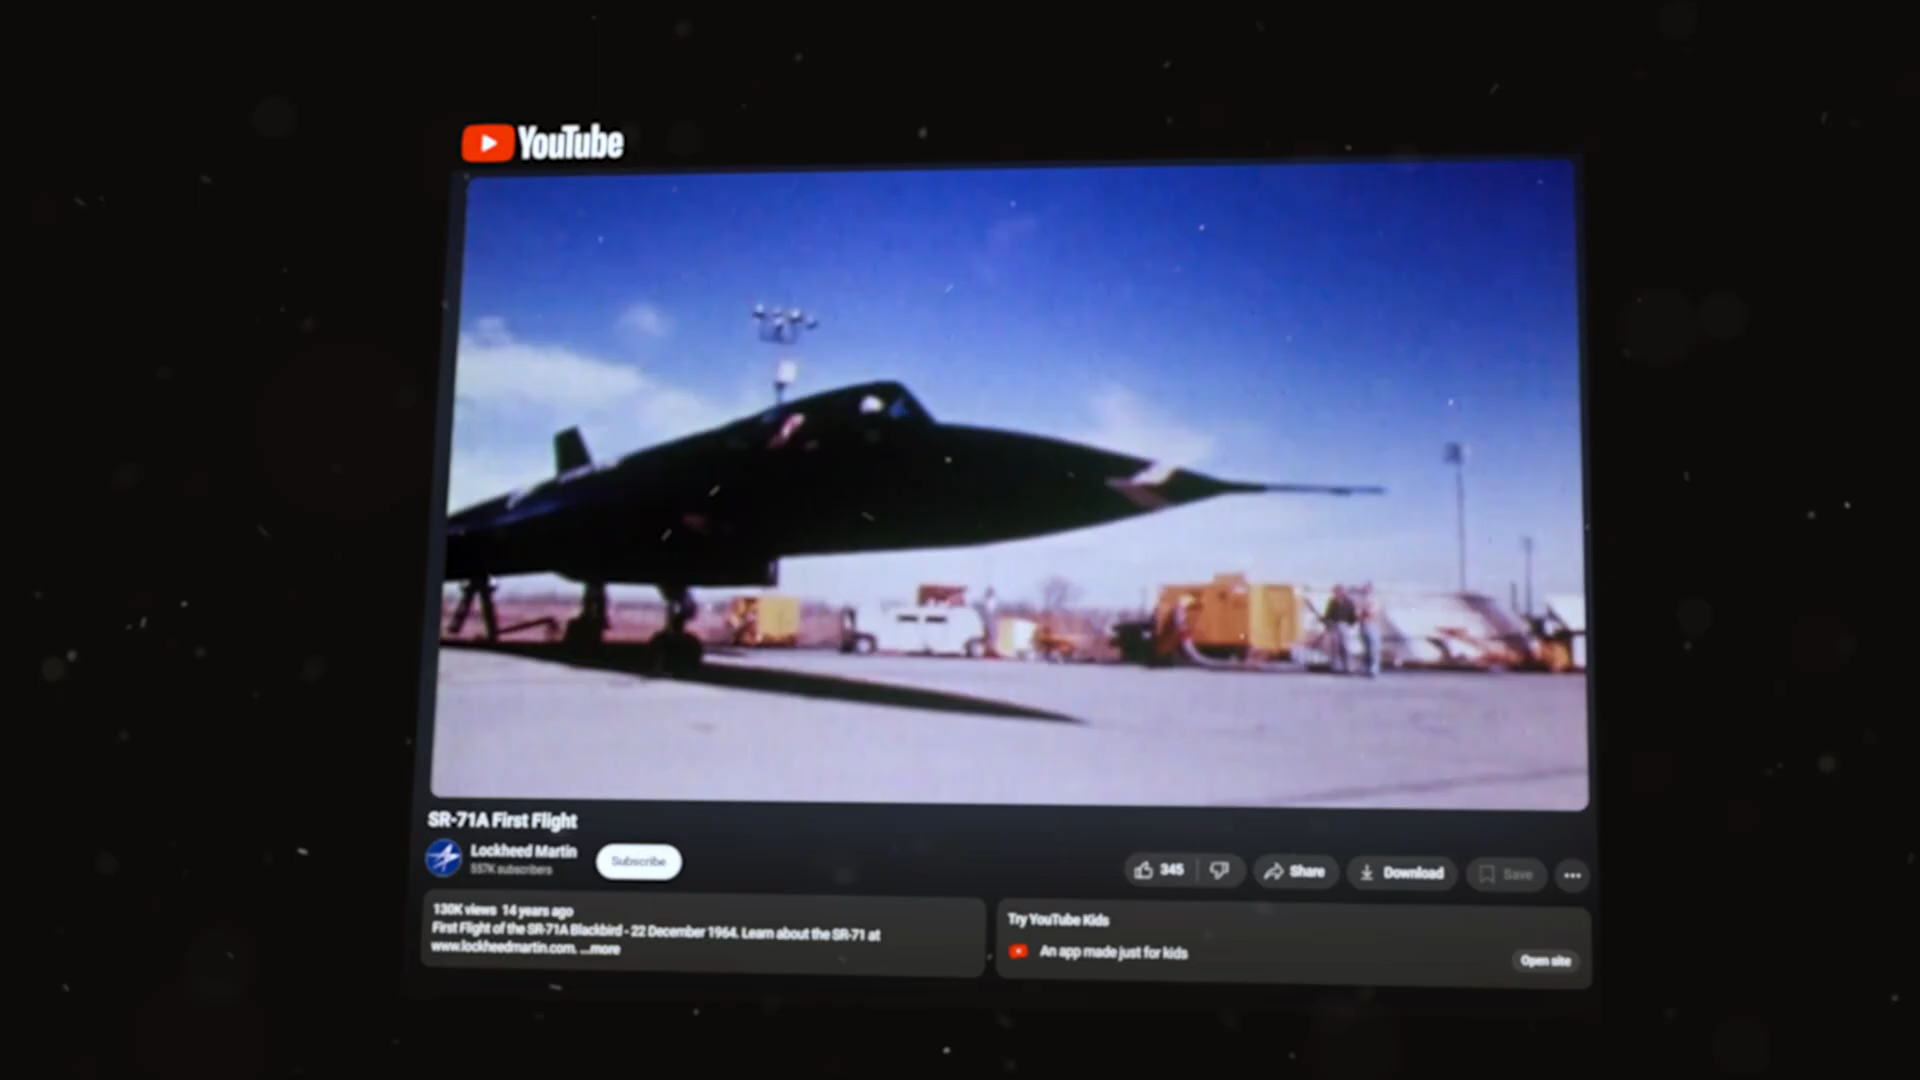 YouTube
SR-71A First Flight
Lockheed Martin
557K subscribers
Subscribe
345
Share
Download
Save
130K views 14 years ago
First Flight of the SR-71A Blackbird - 22 December 1964. Learn about the SR-71 at
www.lockheedmartin.com. ...more
Try YouTube Kids
An app made just for kids
Open site